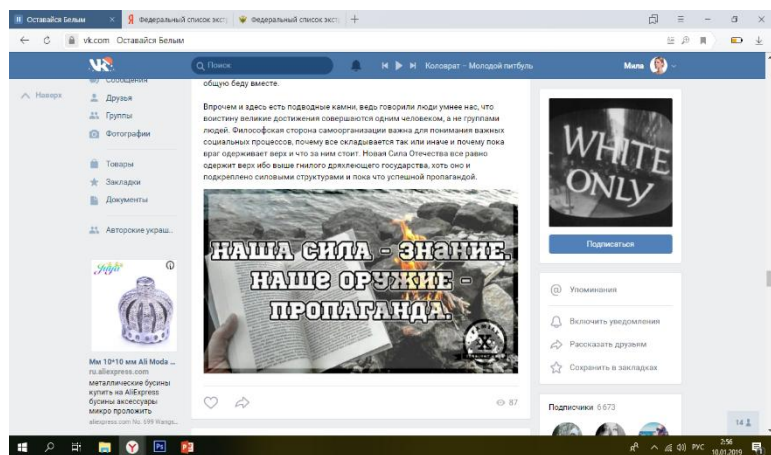 Оставайся Белым
Федеральный список экст
Федеральный список экст
vk.com Оставайся Белым
Поиск
Коловрат – Молодой питбуль
Мила
Наверх
Сообщения
Друзья
Группы
Фотографии
Товары
Закладки
Документы
Авторские украш...
Мм 10*10 мм Ali Moda ...
ru.aliexpress.com
металлические бусины
купить на AliExpress
бусины аксессуары
микро проложить
общую беду вместе.
Впрочем и здесь есть подводные камни, ведь говорили люди умнее нас, что
воистину великие достижения совершаются одним человеком, а не группами
людей. Философская сторона самоорганизации важна для понимания важных
социальных процессов, почему все складывается так или иначе и почему пока
враг одерживает верх и что за ним стоит. Новая Сила Отечества все равно
одержит верх ибо выше гнилого дряхлеющего государства, хоть оно и
подкреплено силовыми структурами и пока что успешной пропагандой.
НАША СИЛА - ЗНАНИЕ.
НАШЕ ОРУЖИЕ -
ПРОПАГАНДА.
87
WHITE
ONLY
Подписаться
Упоминания
Включить уведомления
Рассказать друзьям
Сохранить в закладках
Подписчики 6 673
14
РУС
2:56
10.01.2019